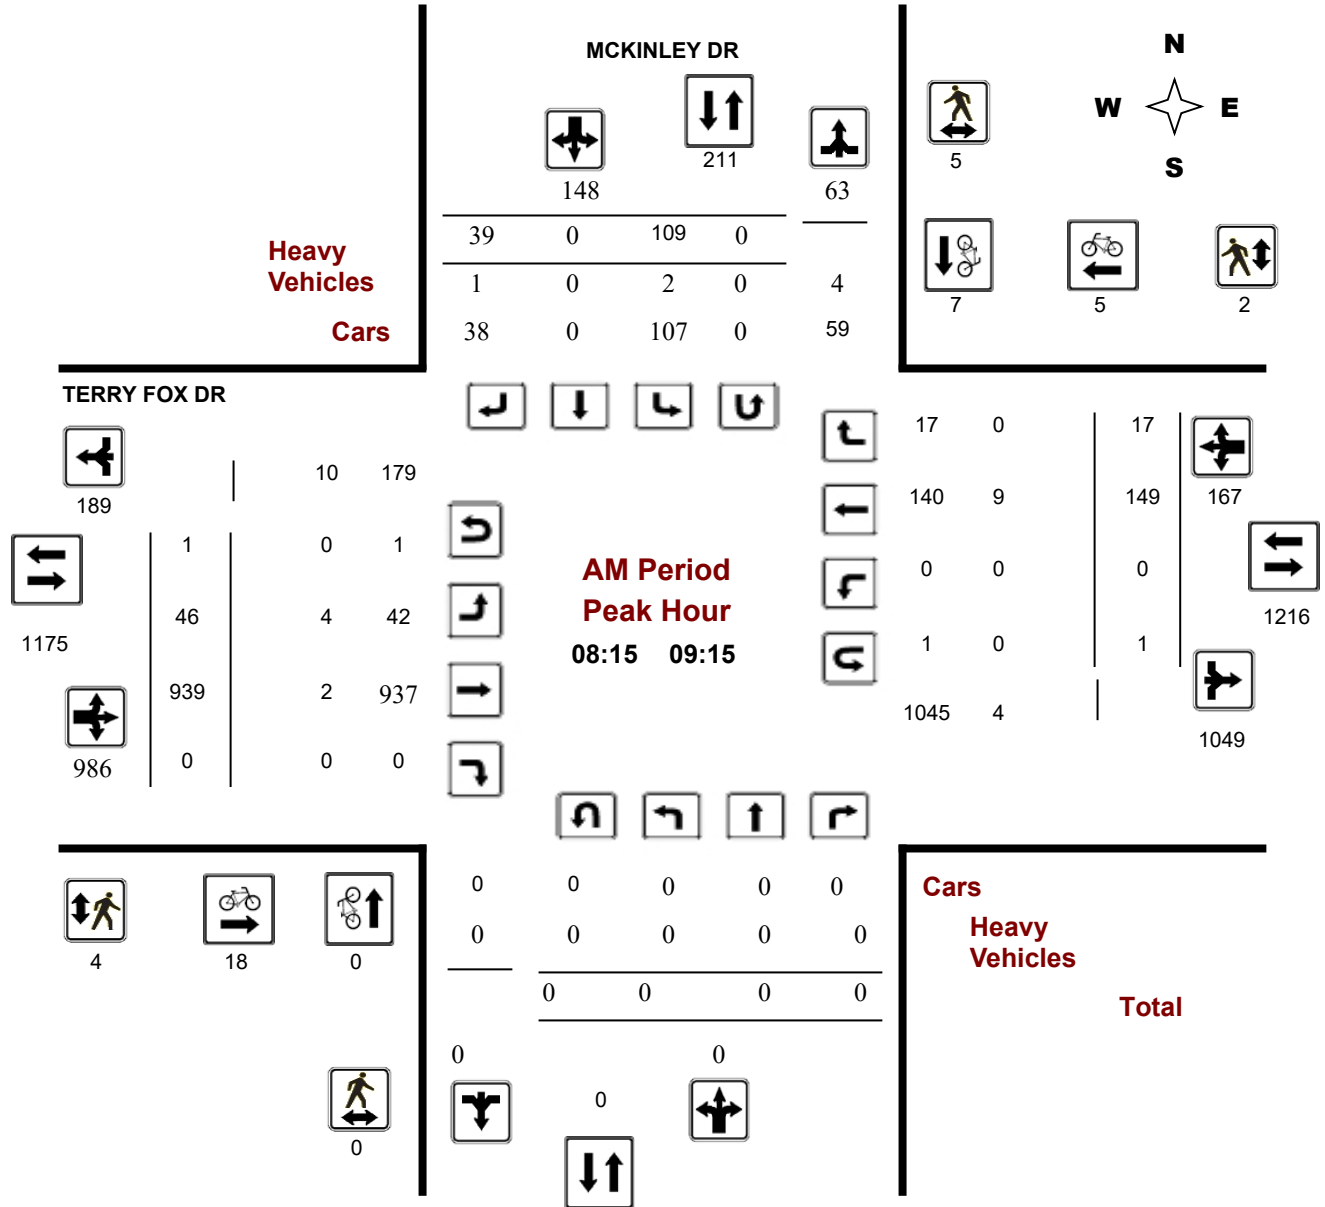 MCKINLEY DR
N
W E
S
211
5
148
63
39 0 109 0
Heavy
Vehicles
1 0 2 0 4
7 5 2
Cars
38 0 107 0 59
TERRY FOX DR
17 0 17
10 179
189
140 9 149 167
1 0 1
AM Period
Peak Hour
08:15 09:15
0 0 0
46 4 42
1175
1216
1 0 1
939 2 937
1045 4
1049
986 0 0 0
0 0 0 0 0
Cars
0 0 0 0 0
Heavy
Vehicles
4 18 0
0 0 0 0
Total
0 0
0
0